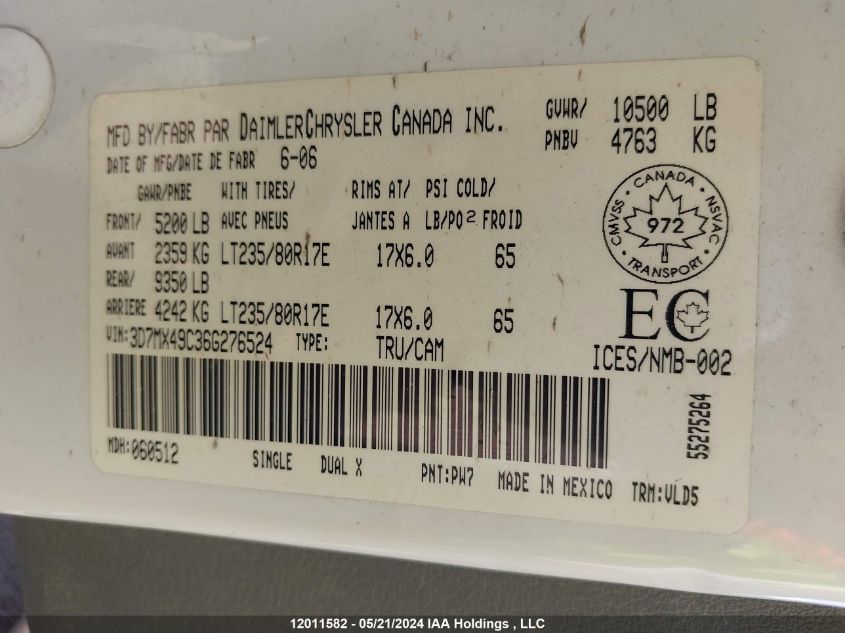 MFD BY/FABR PAR DAIMLERCHRYSLER CANADA INC.
GVWR/ 10500 LB
PNBV 4763 KG
DATE OF MFG/DATE DE FABR 6-06
GAWR/PNBE WITH TIRES/ RIMS AT/ PSI COLD/
FRONT/ 5200 LB AVEC PNEUS JANTES A LB/PO2 FROID
AVANT 2359 KG LT235/80R17E 17X6.0 65
REAR/ 9350 LB
ARRIERE 4242 KG LT235/80R17E 17X6.0 65
VIN: 3D7MX49C36G276524 TYPE: TRU/CAM
CANADA
CMVSS 972 NSVAC
TRANSPORT
EC
ICES/NMB-002
55275264
MDH: 060512
SINGLE DUAL X PNT: PW7 MADE IN MEXICO TRM: VLD5
12011582 - 05/21/2024 IAA Holdings , LLC